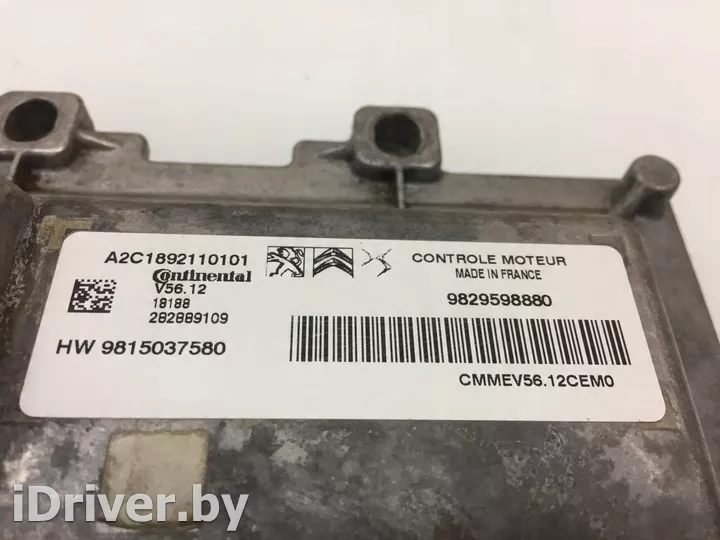 A2C1892110101
Continental
V56.12
18188
282889109
HW 9815037580
CONTROLE MOTEUR
MADE IN FRANCE
9829598880
CMMEV56.12CEM0
iDriver.by